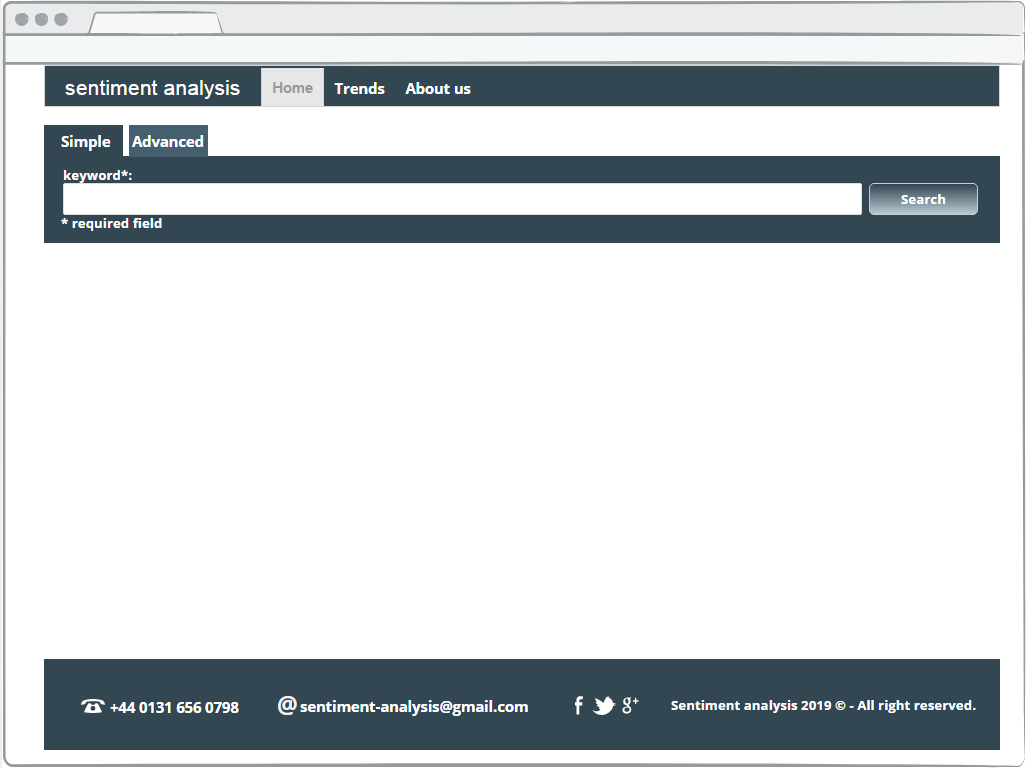 sentiment analysis Home Trends About us
Simple Advanced
keyword*:
Search
* required field
+44 0131 656 0798 @sentiment-analysis@gmail.com f g+ Sentiment analysis 2019 © - All right reserved.